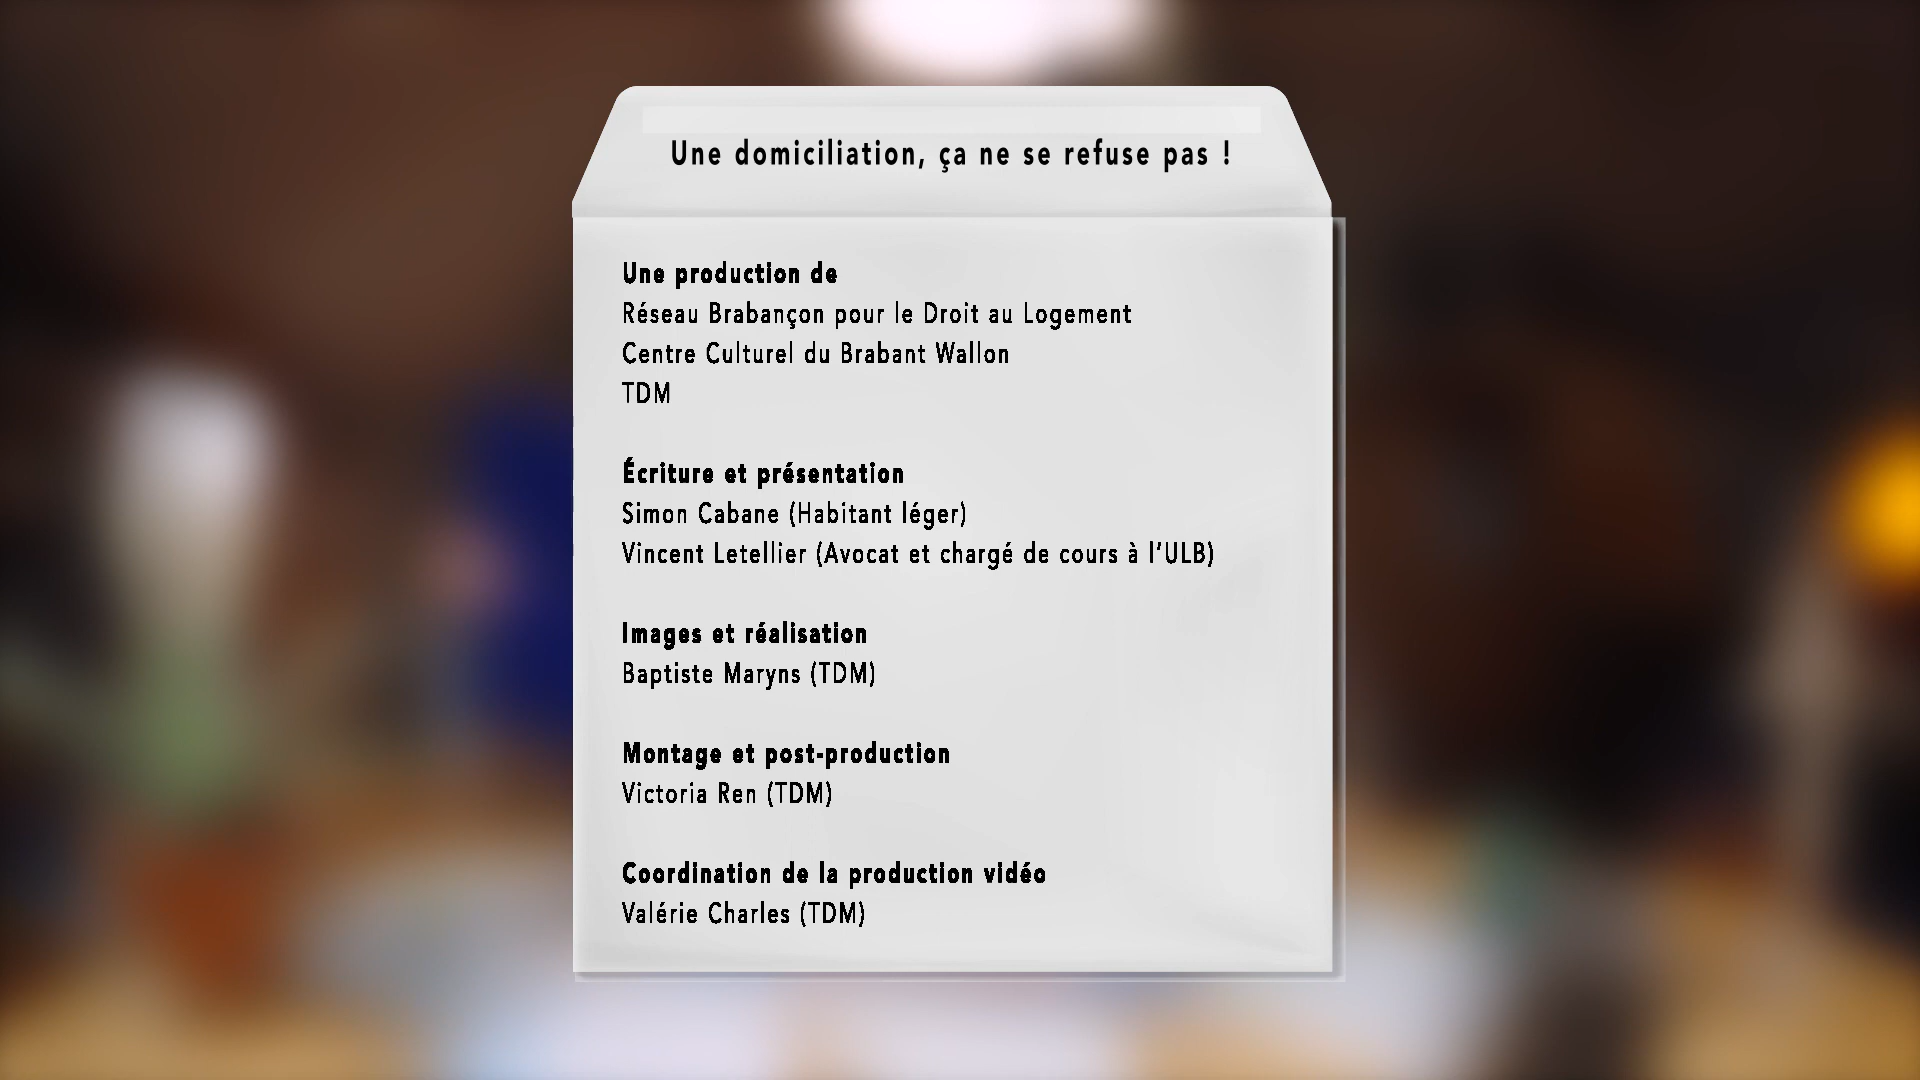 Une domiciliation, ça ne se refuse pas !
Une production de
Réseau Brabançon pour le Droit au Logement
Centre Culturel du Brabant Wallon
TDM
Écriture et présentation
Simon Cabane (Habitant léger)
Vincent Letellier (Avocat et chargé de cours à l’ULB)
Images et réalisation
Baptiste Maryns (TDM)
Montage et post-production
Victoria Ren (TDM)
Coordination de la production vidéo
Valérie Charles (TDM)